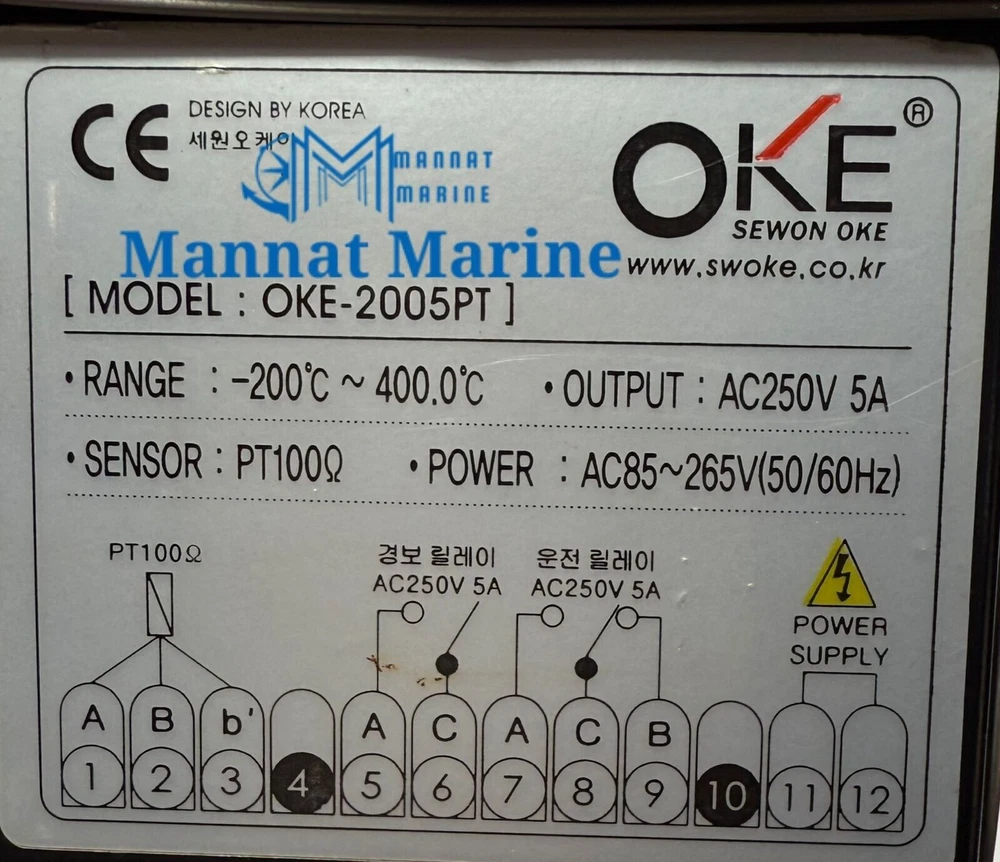 CE
DESIGN BY KOREA
세원오케이
MANNAT
MARINE
Mannat Marine
OKE®
SEWON OKE
www.swoke.co.kr
[ MODEL : OKE-2005PT ]
• RANGE : -200℃ ~ 400.0℃ • OUTPUT : AC250V 5A
• SENSOR : PT100Ω • POWER : AC85~265V(50/60Hz)
PT100Ω
경보 릴레이
AC250V 5A
운전 릴레이
AC250V 5A
POWER
SUPPLY
A B b' A C A C B
1 2 3 4 5 6 7 8 9 10 11 12